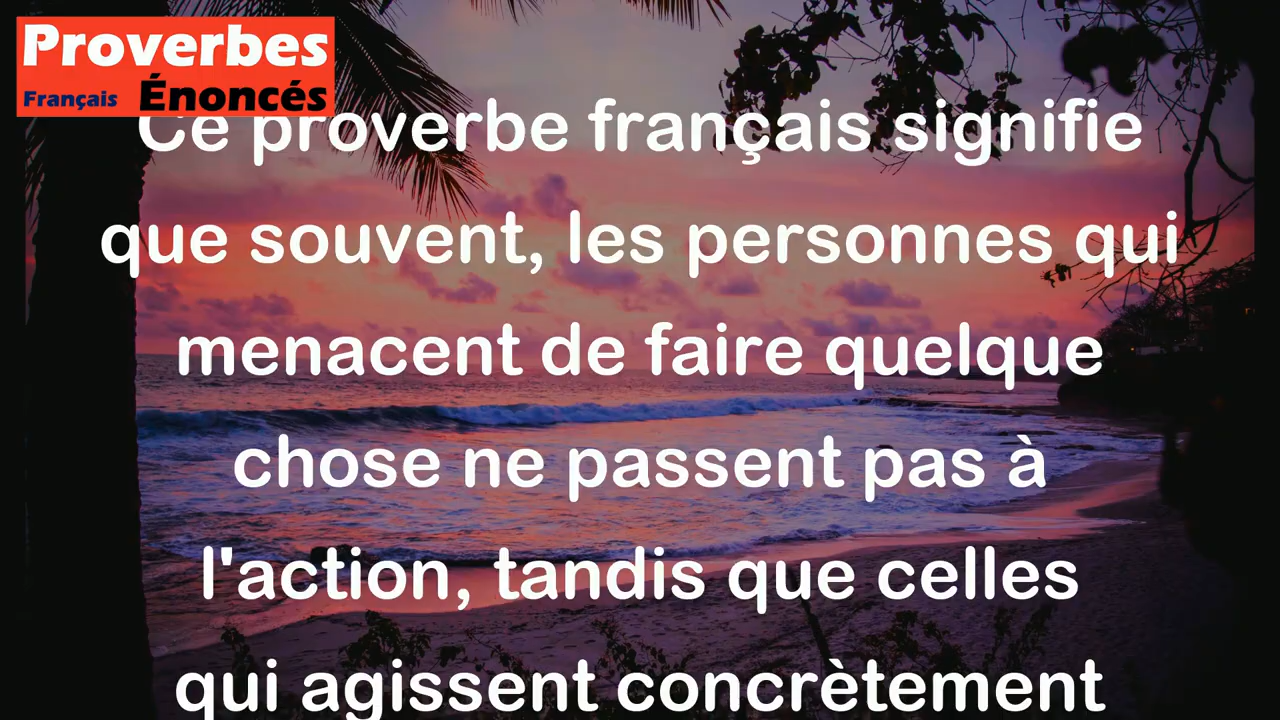 Proverbes
Français Énoncés
Ce proverbe français signifie
que souvent, les personnes qui
menacent de faire quelque
chose ne passent pas à
l'action, tandis que celles
qui agissent concrètement